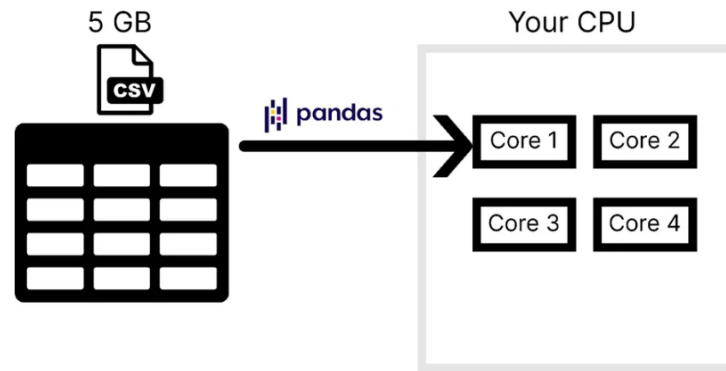 5 GB
CSV
pandas
Your CPU
Core 1
Core 2
Core 3
Core 4